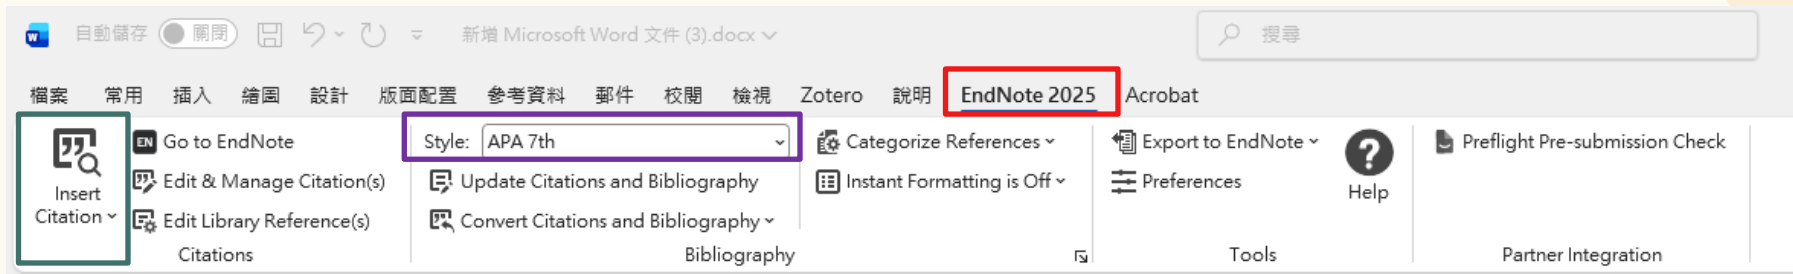 自動儲存 關閉 新增 Microsoft Word 文件 (3).docx 搜尋
檔案 常用 插入 繪圖 設計 版面配置 參考資料 郵件 校閱 檢視 Zotero 說明 EndNote 2025 Acrobat
Insert Citation
EN Go to EndNote
Edit & Manage Citation(s)
Edit Library Reference(s)
Citations
Style: APA 7th
Update Citations and Bibliography
Convert Citations and Bibliography
Categorize References
Instant Formatting is Off
Bibliography
Export to EndNote
Preferences
Help
Tools
Preflight Pre-submission Check
Partner Integration